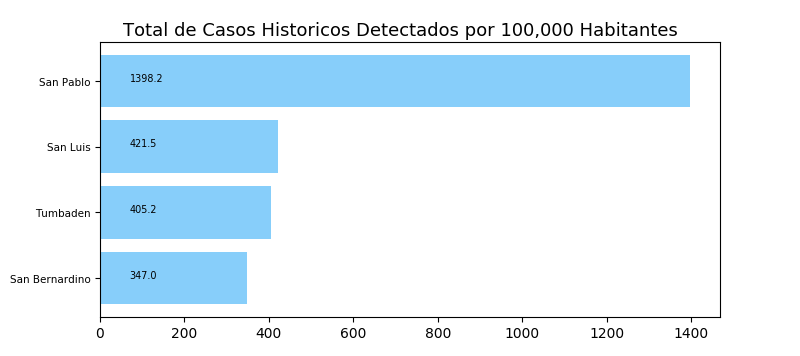 Total de Casos Historicos Detectados por 100,000 Habitantes
San Pablo 1398.2
San Luis 421.5
Tumbaden 405.2
San Bernardino 347.0
0 200 400 600 800 1000 1200 1400